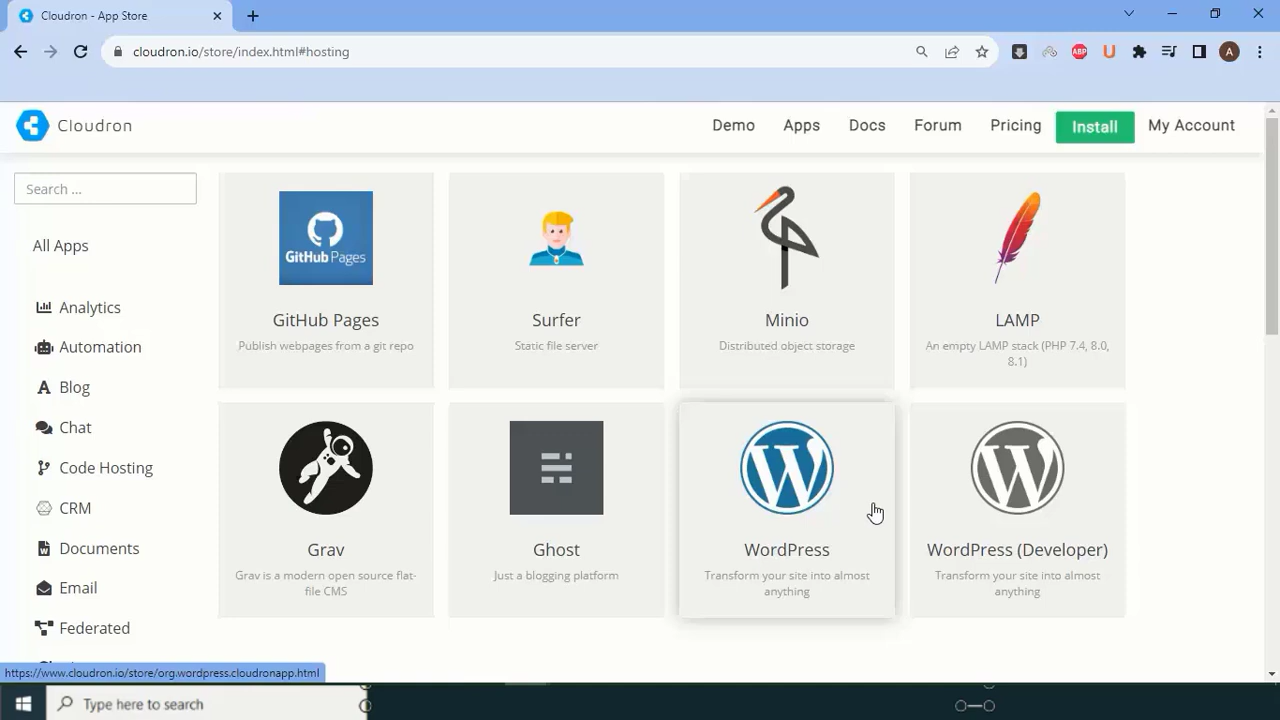 Cloudron - App Store
cloudron.io/store/index.html#hosting
ABP
U
A
Cloudron
Demo
Apps
Docs
Forum
Pricing
Install
My Account
Search ...
All Apps
Analytics
Automation
Blog
Chat
Code Hosting
CRM
Documents
Email
Federated
GitHub Pages
GitHub Pages
Publish webpages from a git repo
Surfer
Static file server
Minio
Distributed object storage
LAMP
An empty LAMP stack (PHP 7.4, 8.0,
8.1)
Grav
Grav is a modern open source flat-
file CMS
Ghost
Just a blogging platform
WordPress
Transform your site into almost
anything
WordPress (Developer)
Transform your site into almost
anything
https://www.cloudron.io/store/org.wordpress.cloudronapp.html
Type here to search